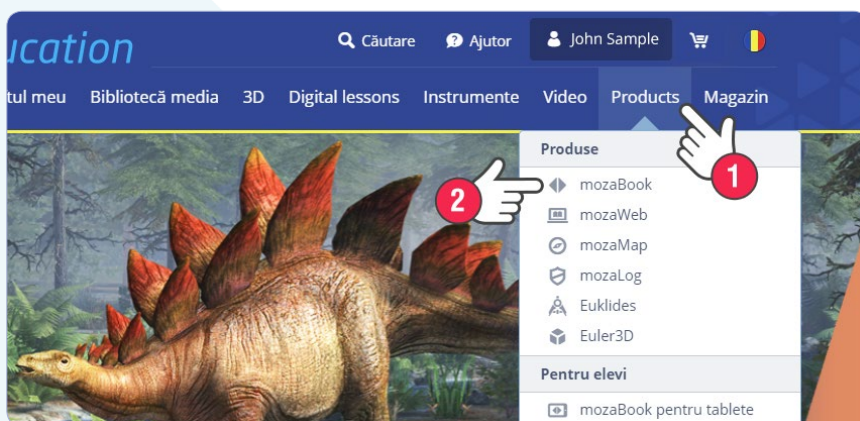 ucation
Căutare Ajutor John Sample
tul meu Bibliotecă media 3D Digital lessons Instrumente Video Products Magazin
1
Produse
2
mozaBook
mozaWeb
mozaMap
mozaLog
Euklides
Euler3D
Pentru elevi
mozaBook pentru tablete